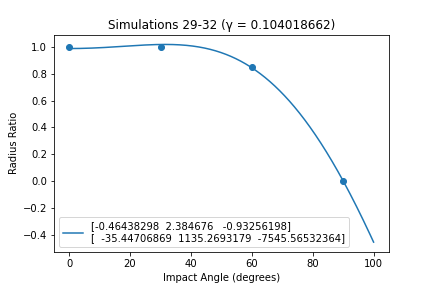 Simulations 29-32 (γ = 0.104018662)
Radius Ratio
1.0
0.8
0.6
0.4
0.2
0.0
−0.2
−0.4
[-0.46438298  2.384676   -0.93256198]
[  -35.44706869  1135.2693179  -7545.56532364]
0 20 40 60 80 100
Impact Angle (degrees)